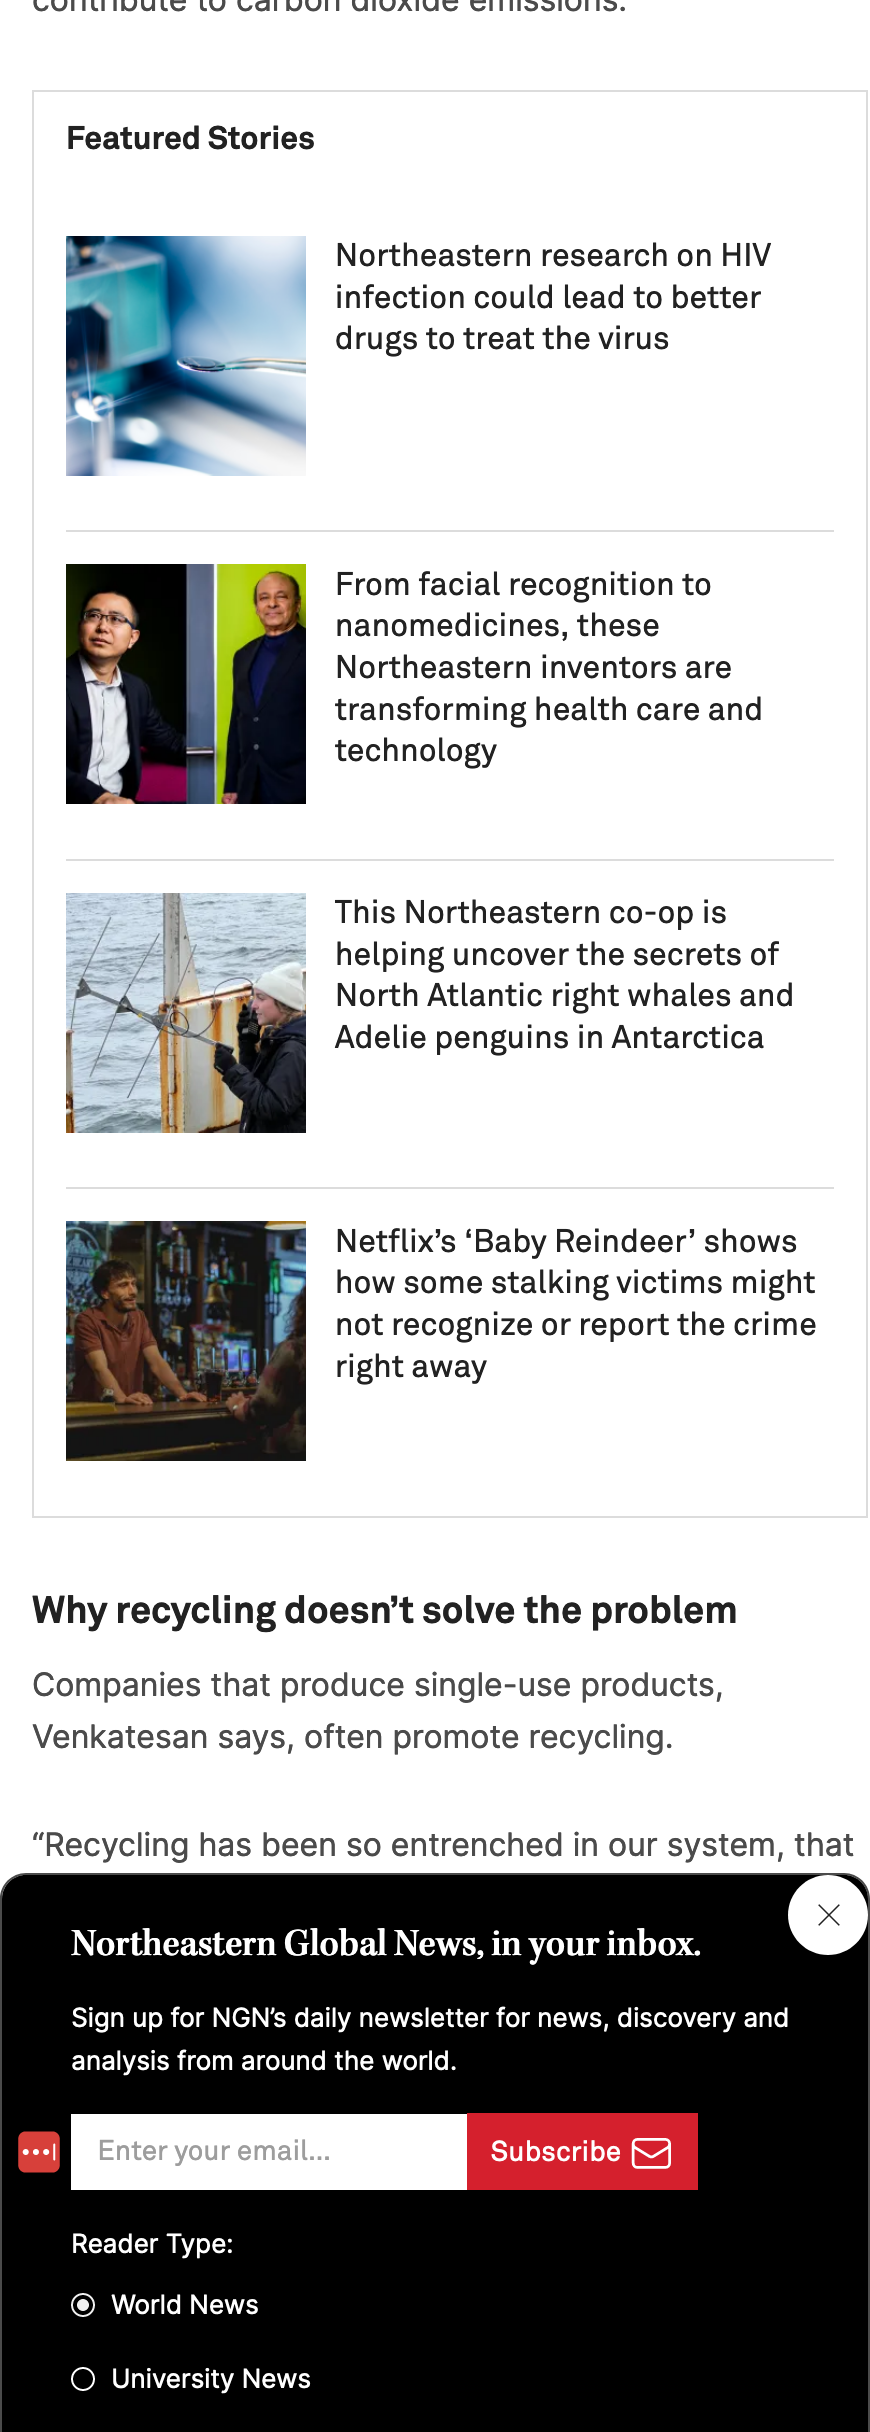 contribute to carbon dioxide emissions.
Featured Stories
Northeastern research on HIV
infection could lead to better
drugs to treat the virus
From facial recognition to
nanomedicines, these
Northeastern inventors are
transforming health care and
technology
This Northeastern co-op is
helping uncover the secrets of
North Atlantic right whales and
Adelie penguins in Antarctica
Netflix’s ‘Baby Reindeer’ shows
how some stalking victims might
not recognize or report the crime
right away
Why recycling doesn’t solve the problem
Companies that produce single-use products,
Venkatesan says, often promote recycling.
“Recycling has been so entrenched in our system, that
Northeastern Global News, in your inbox.
Sign up for NGN’s daily newsletter for news, discovery and
analysis from around the world.
Enter your email...
Subscribe
Reader Type:
World News
University News